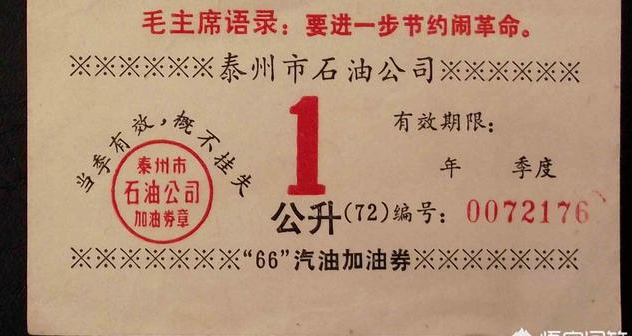 毛主席语录：要进一步节约闹革命。
※※※※※※泰州市石油公司※※※※※※
当季有效，概不挂失
泰州市
石油公司
加油券章
1
公升(72)
有效期限：
年 季度
编号：0072176
※※※※※※※“66”汽油加油券※※※※※※※